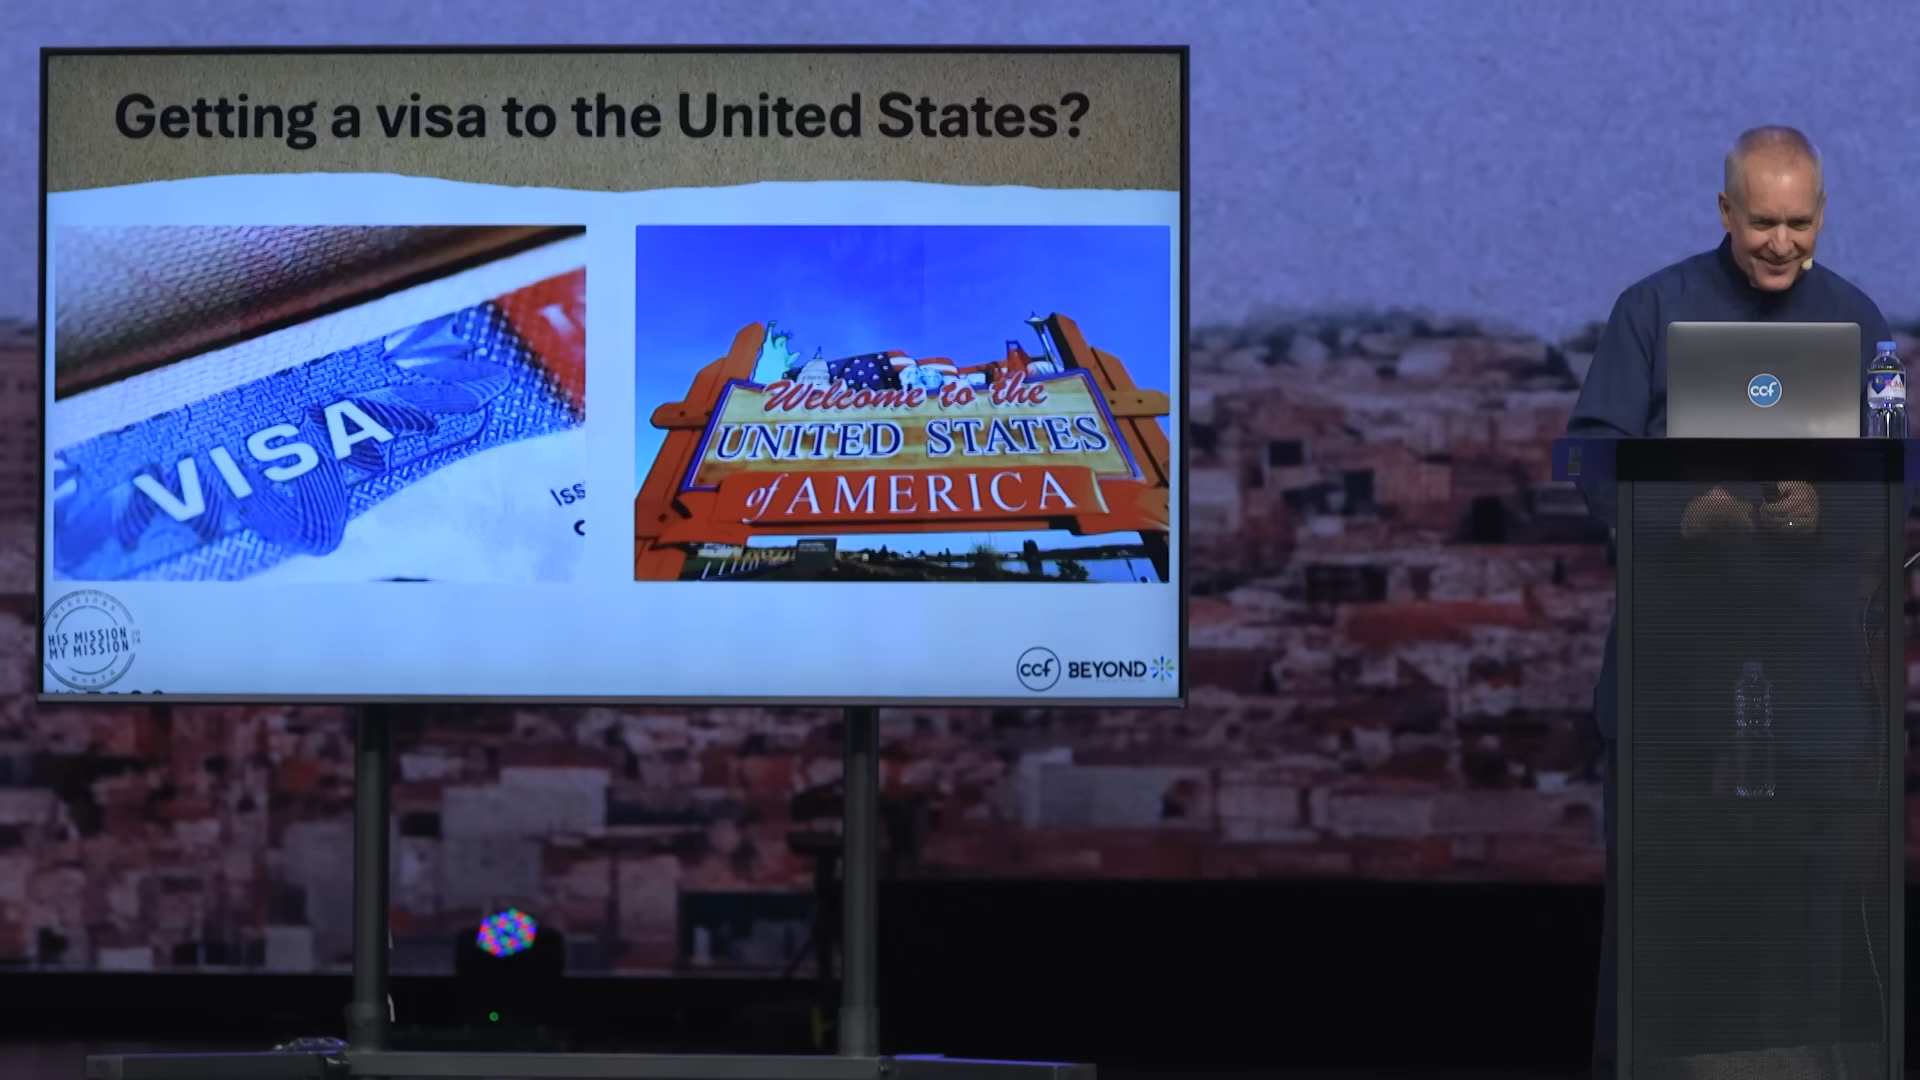 Getting a visa to the United States?
VISA
Iss
Welcome to the
UNITED STATES
of AMERICA
HIS MISSION
MY MISSION
ccf BEYOND
ccf